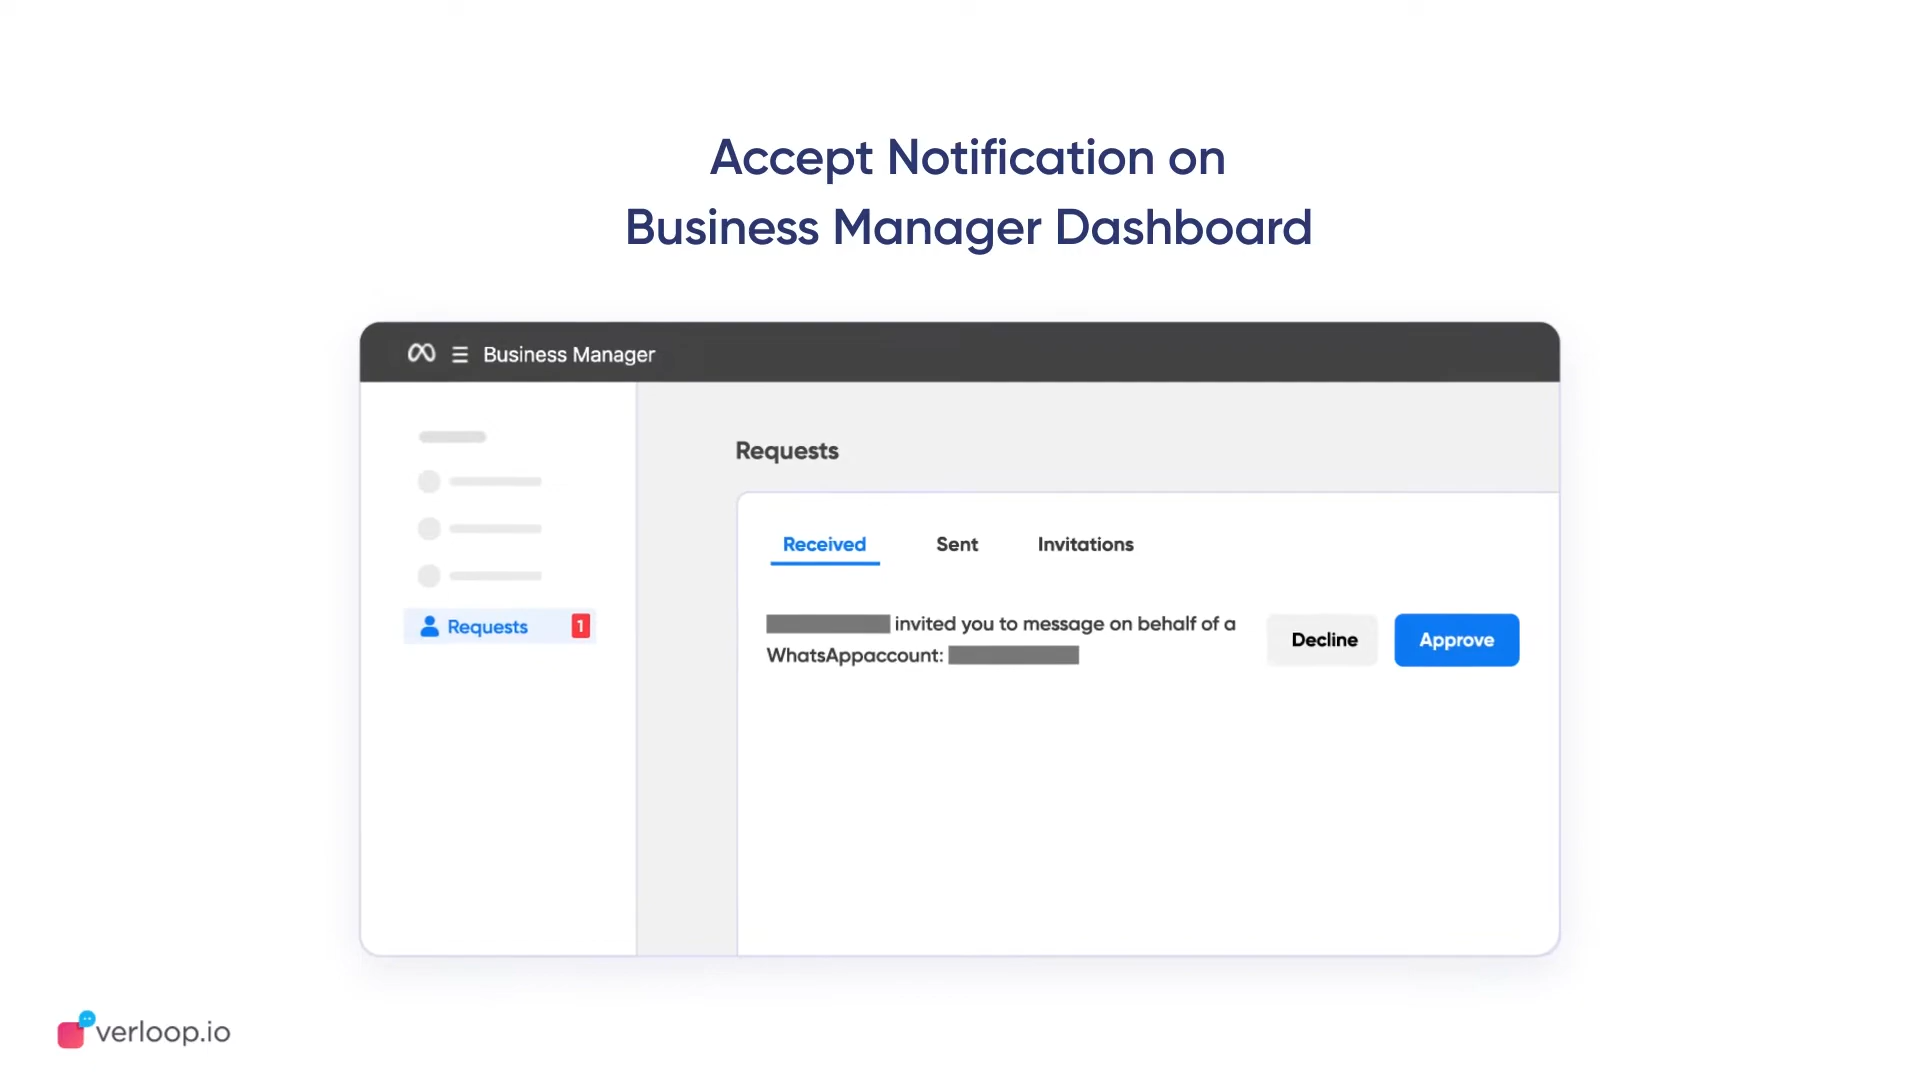 Accept Notification on
Business Manager Dashboard
Business Manager
Requests
Received Sent Invitations
Requests 1
invited you to message on behalf of a
WhatsAppaccount:
Decline Approve
verloop.io